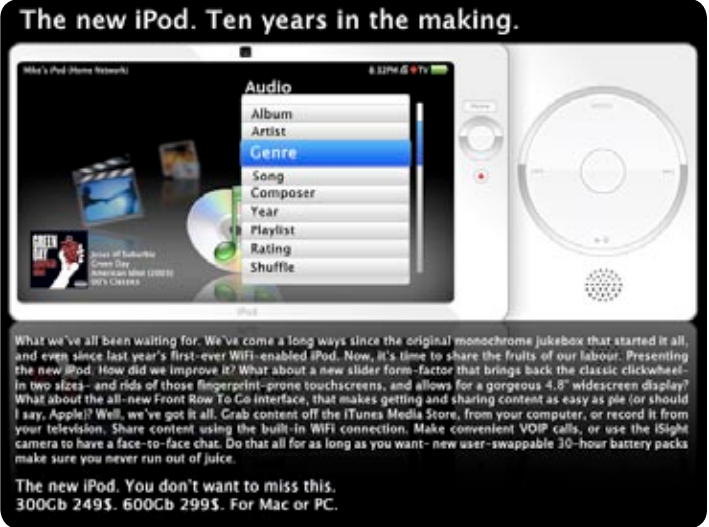 The new iPod. Ten years in the making.
Mike's iPod (Home Network)
8:32PM TV
Audio
Album
Artist
Genre
Song
Composer
Year
Playlist
Rating
Shuffle
GREEN DAY
Jesus of Suburbia
Green Day
American Idiot (2005)
00's Classics
Home
MENU
iPod
What we've all been waiting for. We've come a long ways since the original monochrome jukebox that started it all,
and even since last year's first-ever WiFi-enabled iPod. Now, it's time to share the fruits of our labour. Presenting
the new iPod. How did we improve it? What about a new slider form-factor that brings back the classic clickwheel-
in two sizes- and rids of those fingerprint-prone touchscreens, and allows for a gorgeous 4.8" widescreen display?
What about the all-new Front Row To Go interface, that makes getting and sharing content as easy as pie (or should
I say, Apple)? Well, we've got it all. Grab content off the iTunes Media Store, from your computer, or record it from
your television. Share content using the built-in WiFi connection. Make convenient VOIP calls, or use the iSight
camera to have a face-to-face chat. Do that all for as long as you want- new user-swappable 30-hour battery packs
make sure you never run out of juice.
The new iPod. You don't want to miss this.
300Gb 249$. 600Gb 299$. For Mac or PC.